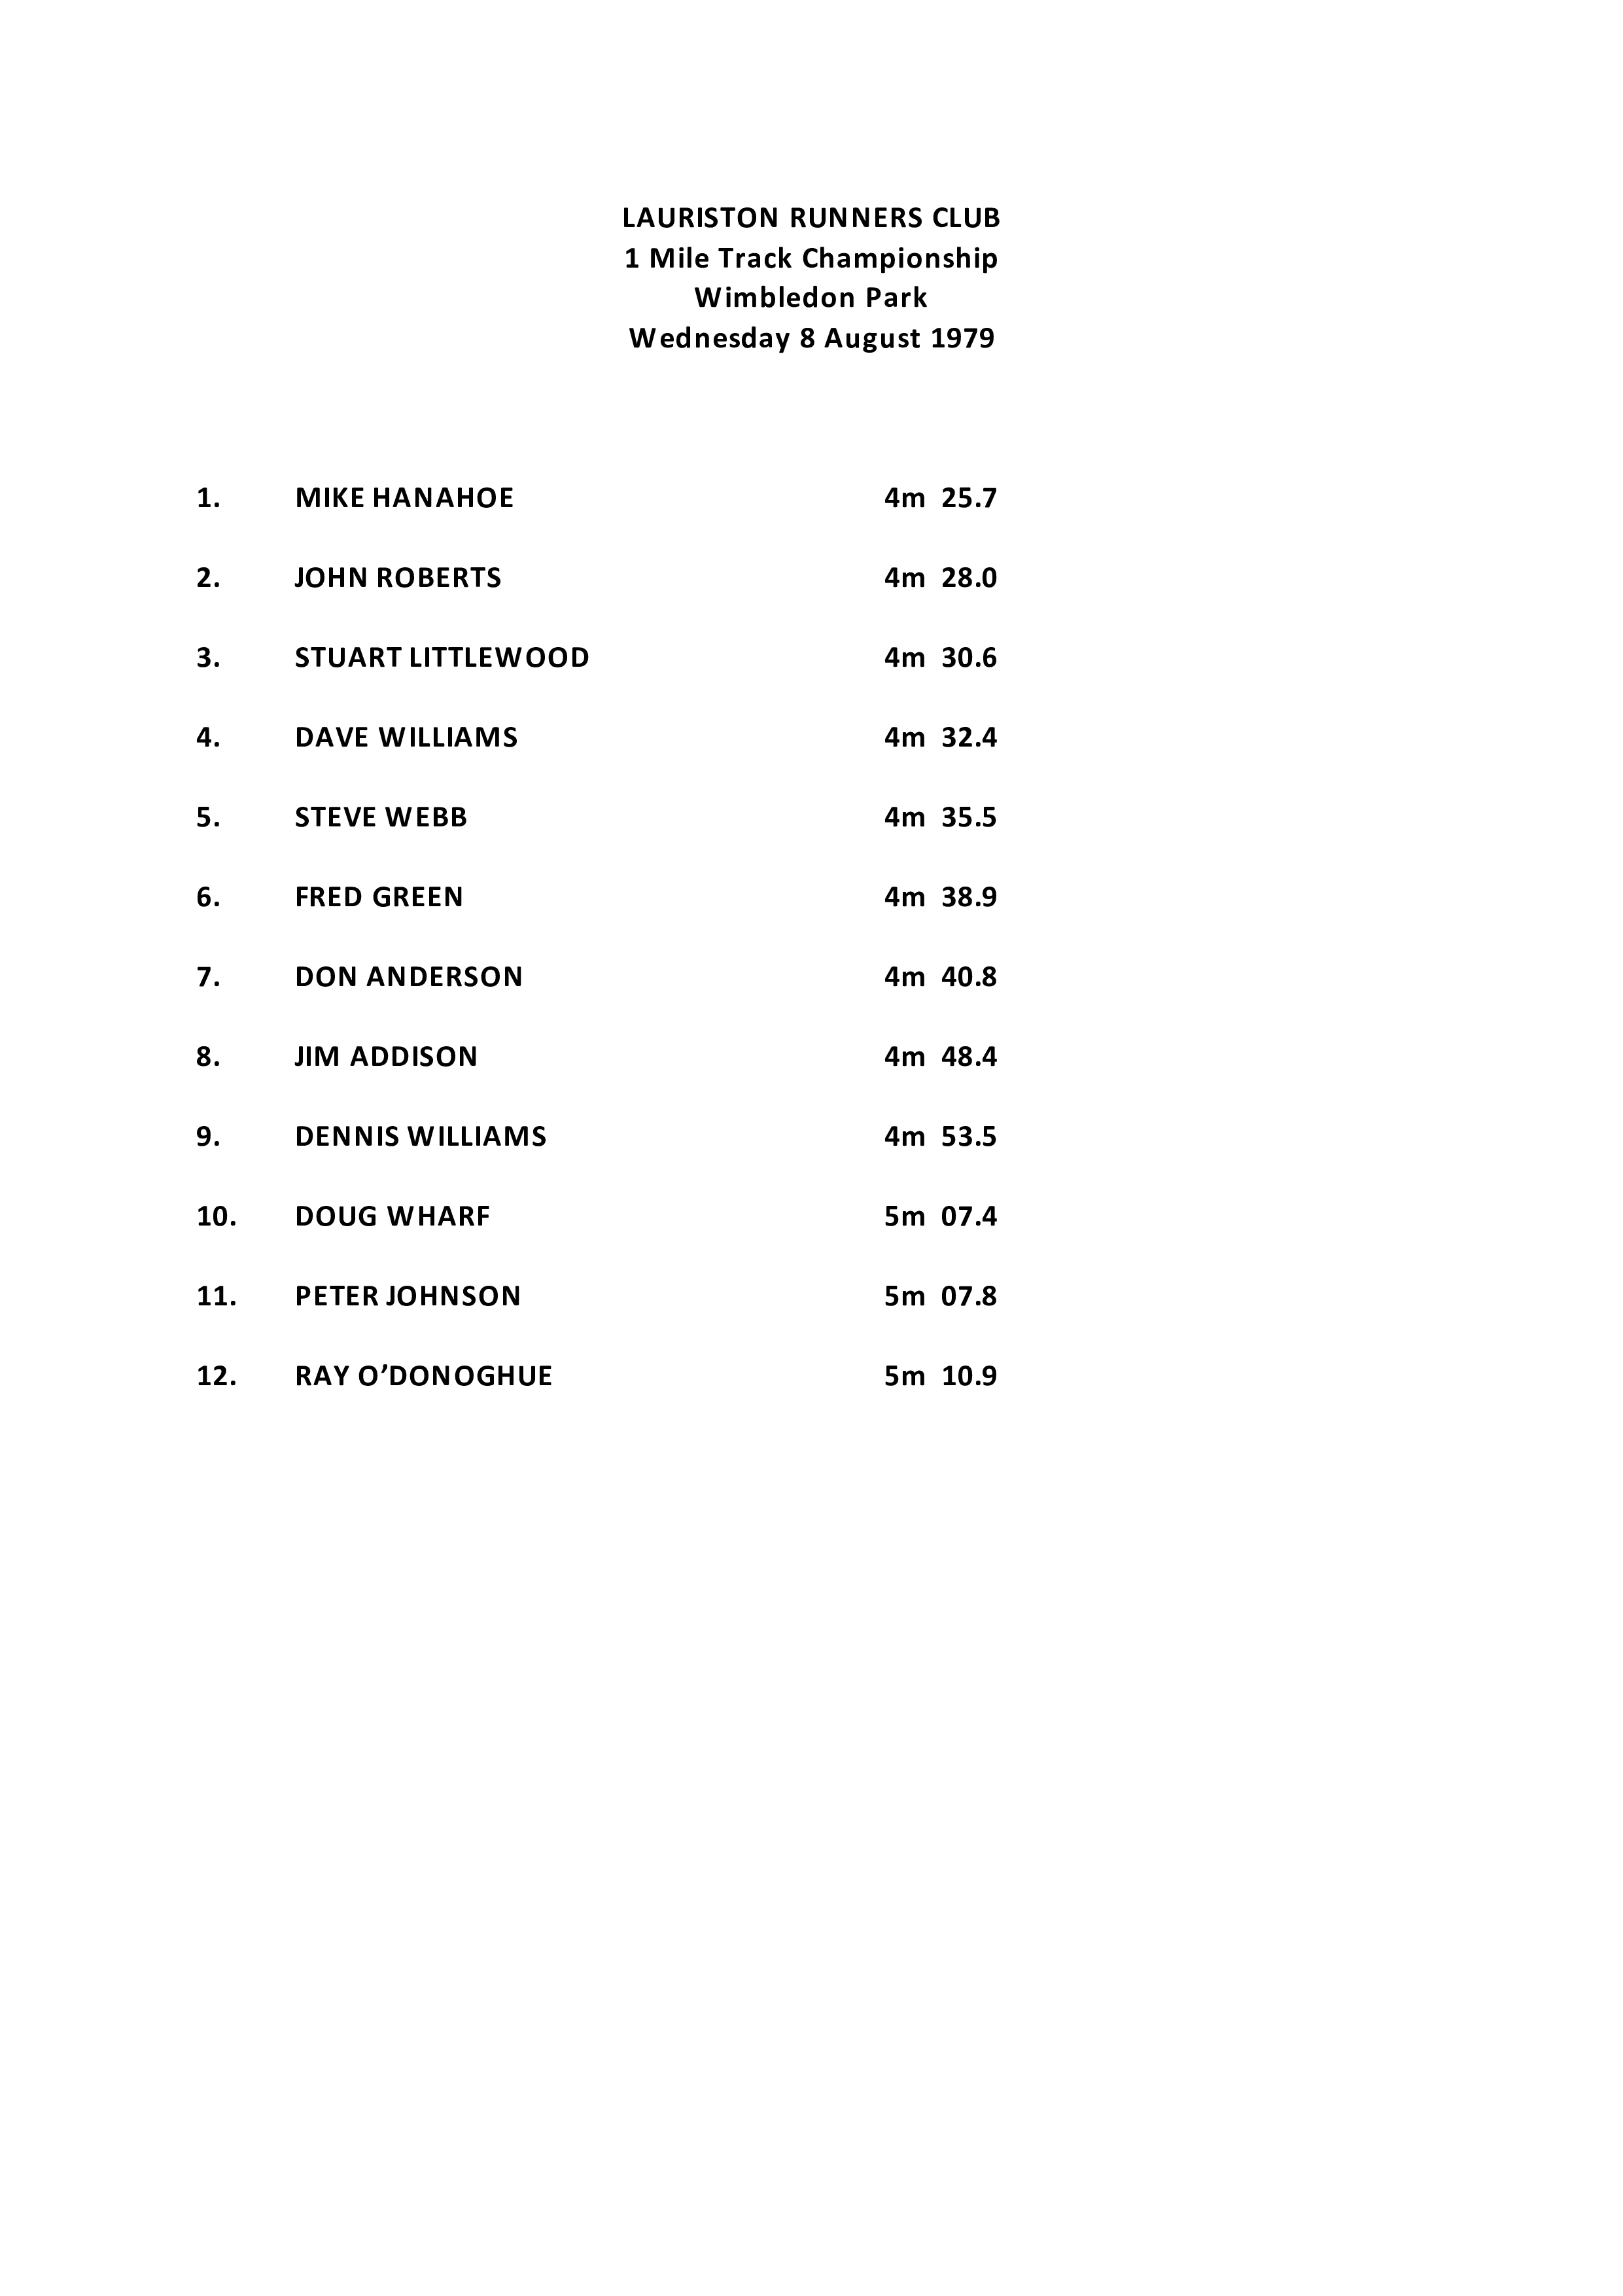 LAURISTON RUNNERS CLUB
1 Mile Track Championship
Wimbledon Park
Wednesday 8 August 1979
1. MIKE HANAHOE 4m 25.7
2. JOHN ROBERTS 4m 28.0
3. STUART LITTLEWOOD 4m 30.6
4. DAVE WILLIAMS 4m 32.4
5. STEVE WEBB 4m 35.5
6. FRED GREEN 4m 38.9
7. DON ANDERSON 4m 40.8
8. JIM ADDISON 4m 48.4
9. DENNIS WILLIAMS 4m 53.5
10. DOUG WHARF 5m 07.4
11. PETER JOHNSON 5m 07.8
12. RAY O’DONOGHUE 5m 10.9